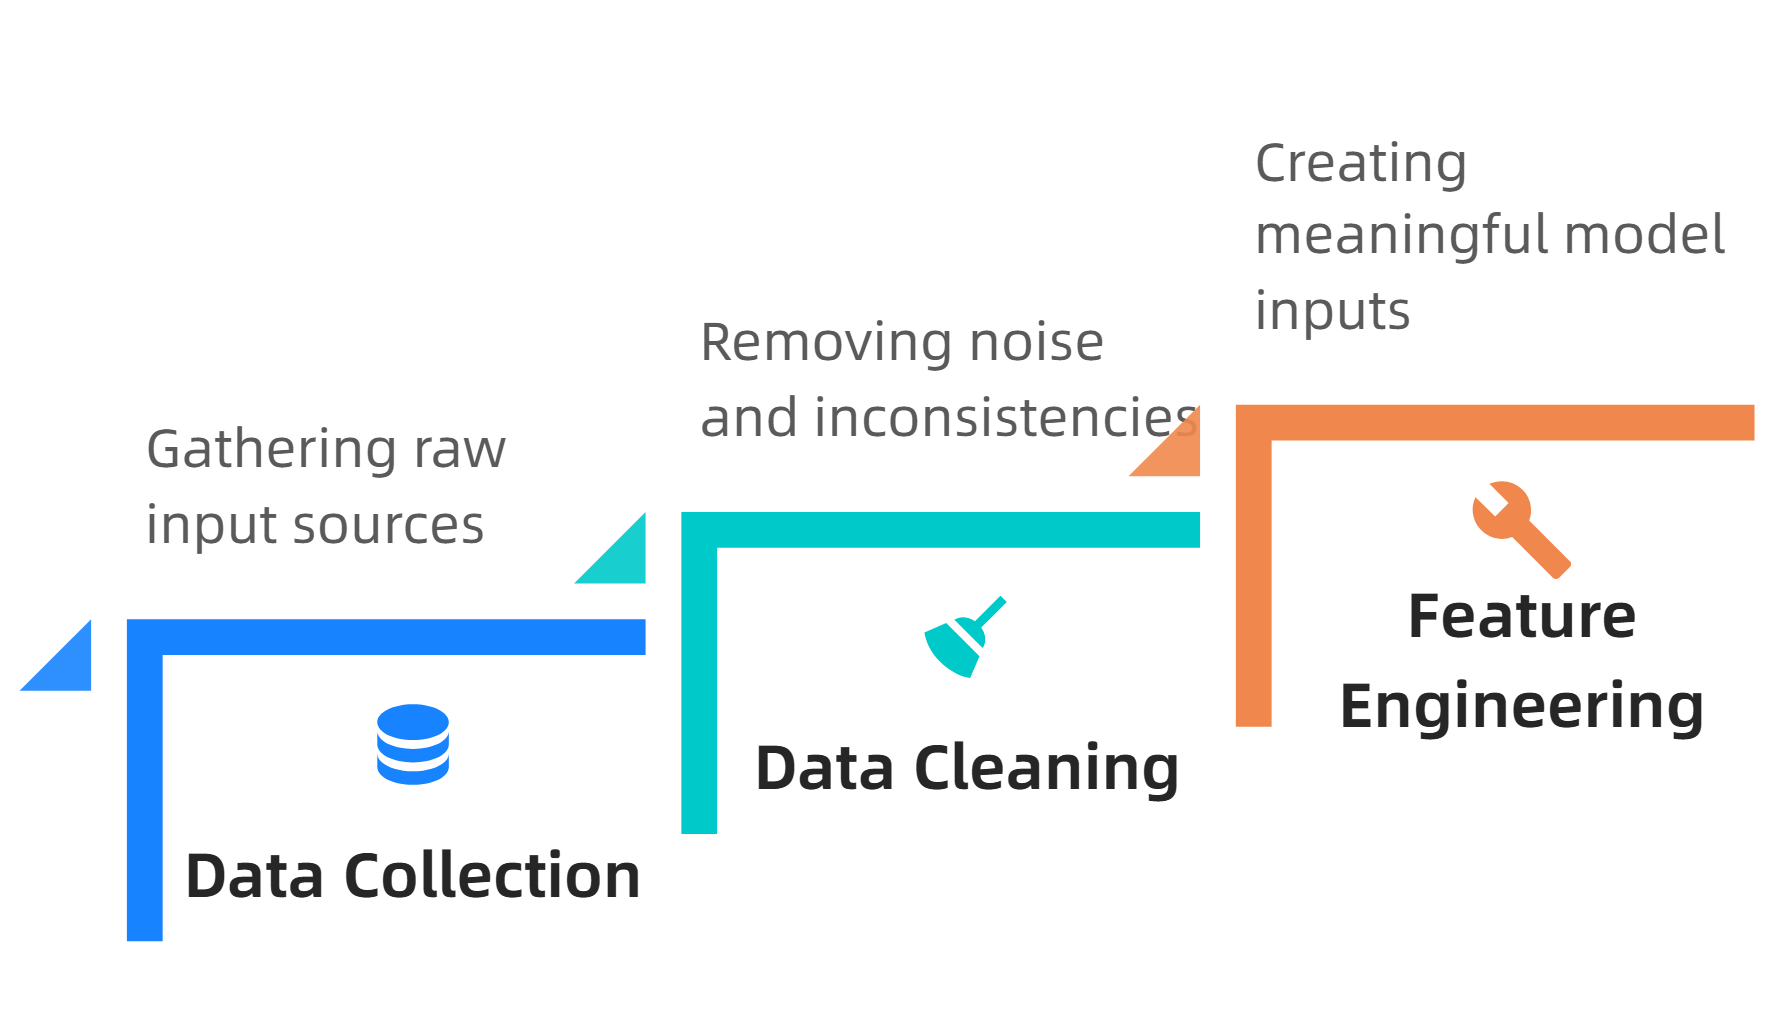 Gathering raw
input sources
Data Collection
Removing noise
and inconsistencies
Data Cleaning
Creating
meaningful model
inputs
Feature
Engineering